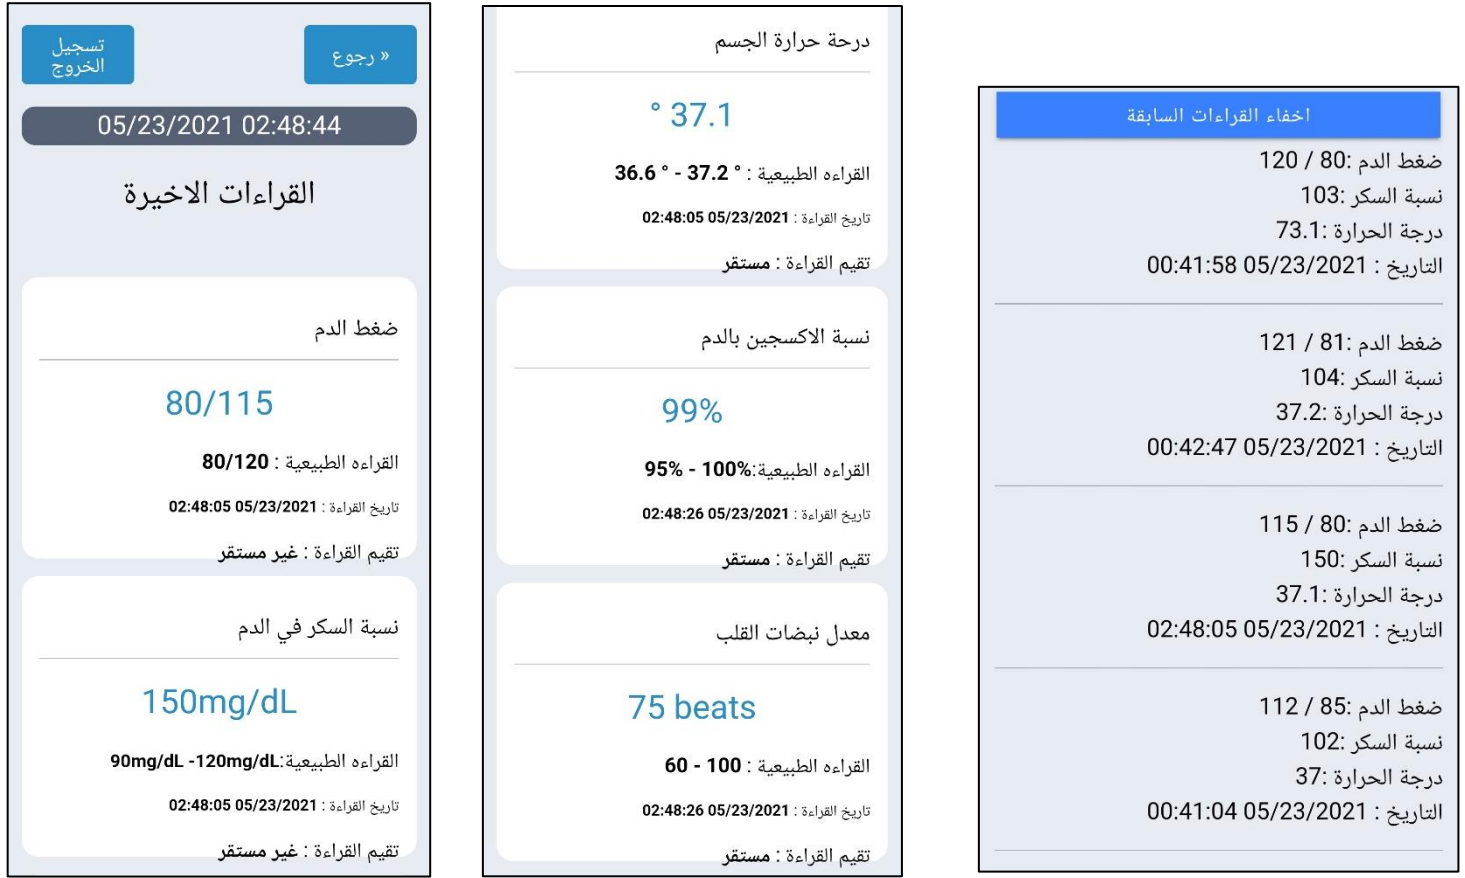 « رجوع
تسجيل
الخروج
05/23/2021 02:48:44
القراءات الاخيرة
ضغط الدم
80/115
القراءه الطبيعية : 80/120
تاريخ القراءة : 05/23/2021 02:48:05
تقيم القراءة : غير مستقر
نسبة السكر في الدم
150mg/dL
القراءه الطبيعية:90mg/dL -120mg/dL
تاريخ القراءة : 05/23/2021 02:48:05
تقيم القراءة : غير مستقر
درحة حرارة الجسم
37.1 °
القراءه الطبيعية : 36.6 ° - 37.2 °
تاريخ القراءة : 05/23/2021 02:48:05
تقيم القراءة : مستقر
نسبة الاكسجين بالدم
99%
القراءه الطبيعية:95% - 100%
تاريخ القراءة : 05/23/2021 02:48:26
تقيم القراءة : مستقر
معدل نبضات القلب
75 beats
القراءه الطبيعية : 60 - 100
تاريخ القراءة : 05/23/2021 02:48:26
تقيم القراءة : مستقر
اخفاء القراءات السابقة
ضغط الدم :80 / 120
نسبة السكر :103
درجة الحرارة :73.1
التاريخ : 05/23/2021 00:41:58
ضغط الدم :81 / 121
نسبة السكر :104
درجة الحرارة :37.2
التاريخ : 05/23/2021 00:42:47
ضغط الدم :80 / 115
نسبة السكر :150
درجة الحرارة :37.1
التاريخ : 05/23/2021 02:48:05
ضغط الدم :85 / 112
نسبة السكر :102
درجة الحرارة :37
التاريخ : 05/23/2021 00:41:04